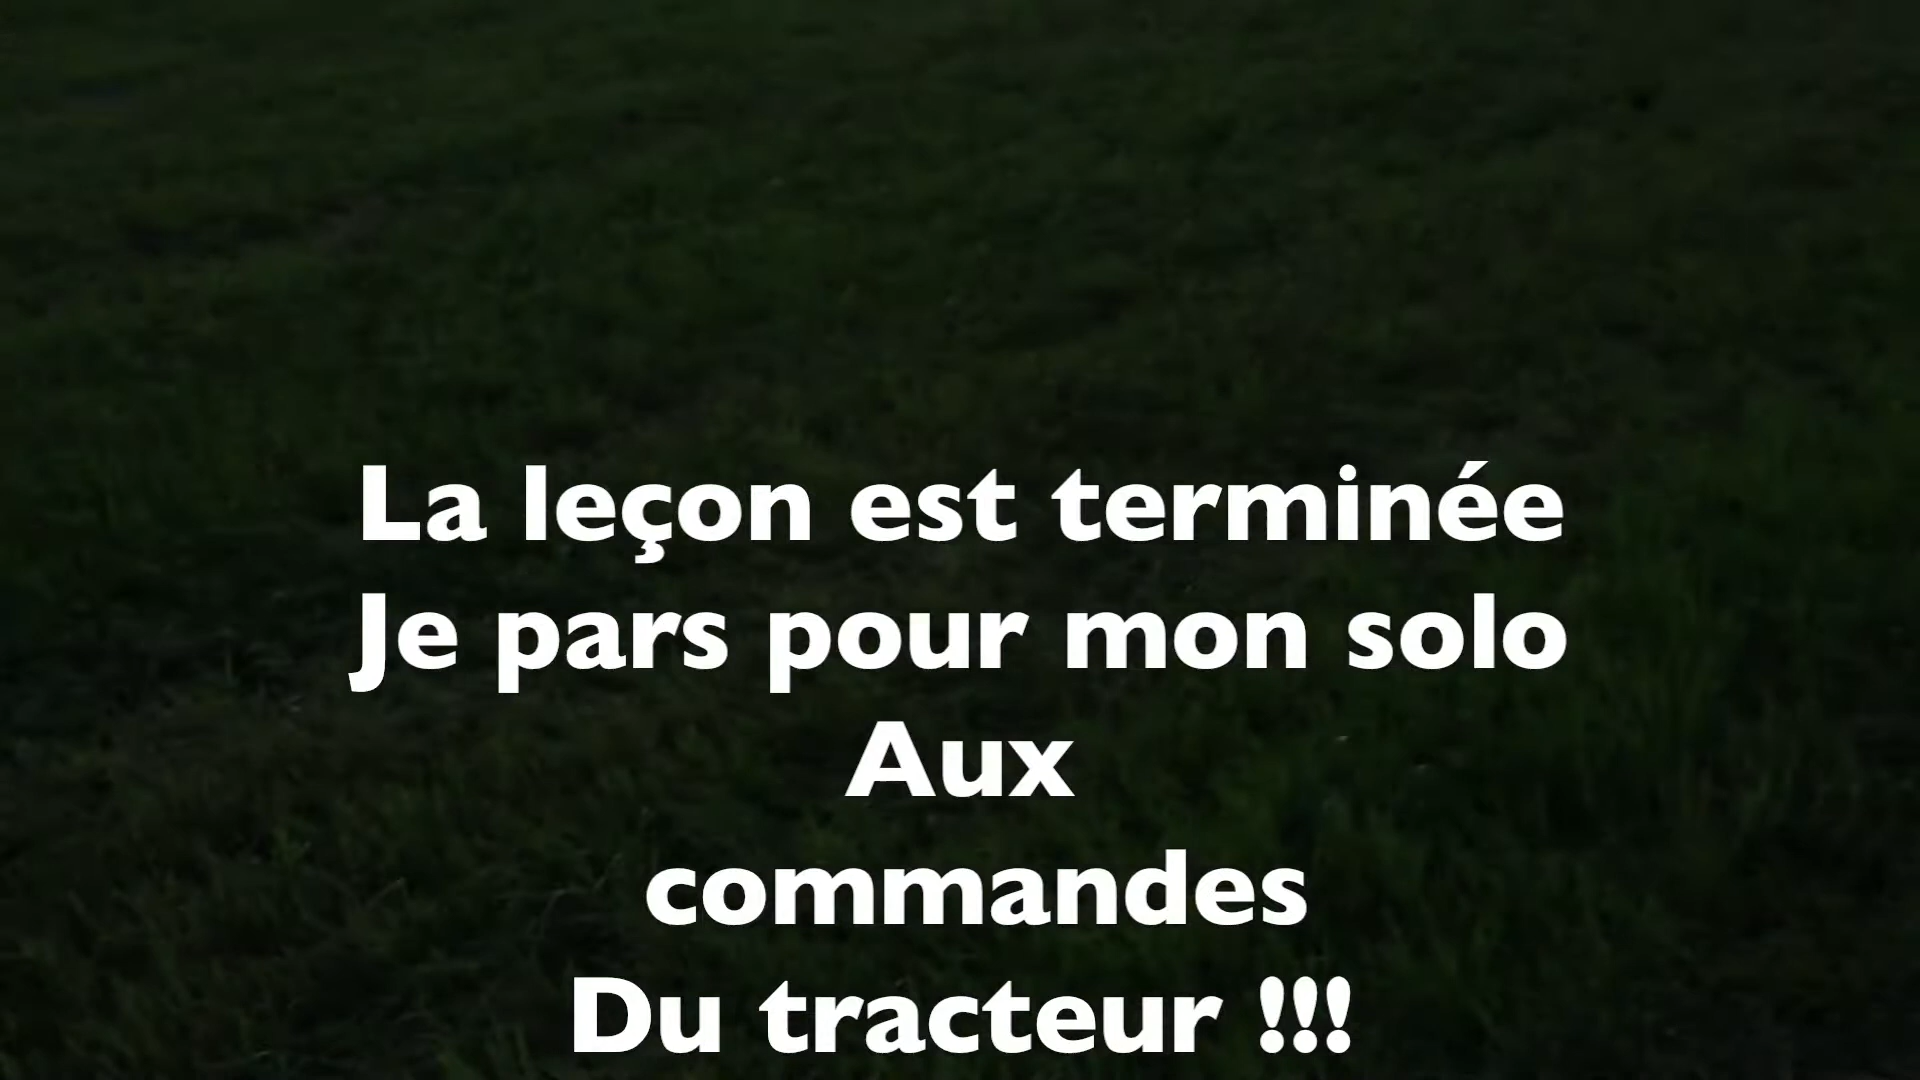 La leçon est terminée
Je pars pour mon solo
Aux
commandes
Du tracteur !!!